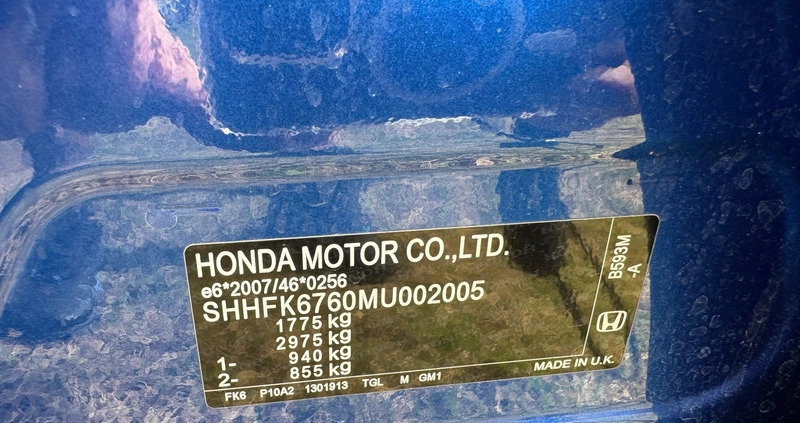 HONDA MOTOR CO.,LTD.
e6*2007/46*0256
SHHFK6760MU002005
1775 kg
2975 kg
1- 940 kg
2- 855 kg
FK6 P10A2 1301913 TGL M GM1
MADE IN U.K.
B593M
-A